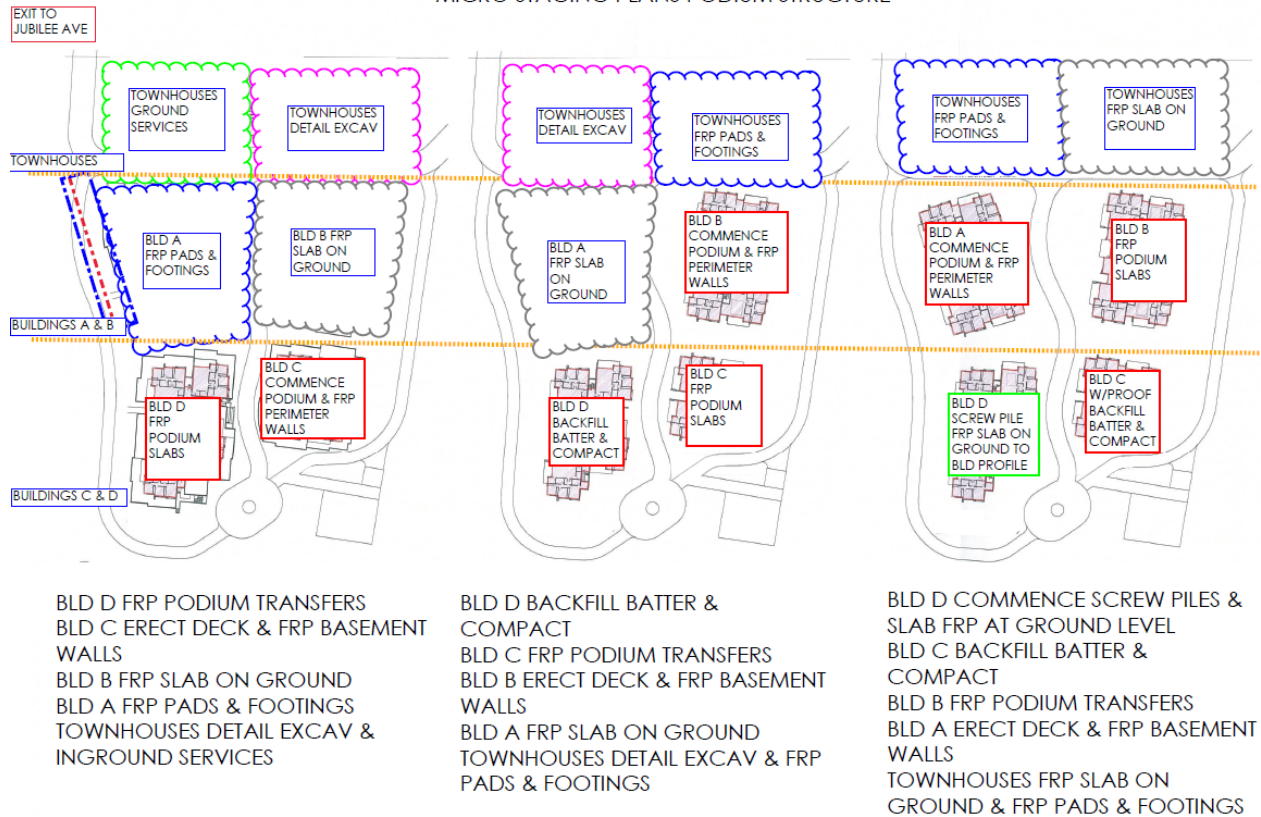 MICRO STAGING PLANS PODIUM STRUCTURE
EXIT TO
JUBILEE AVE
TOWNHOUSES
GROUND
SERVICES
TOWNHOUSES
DETAIL EXCAV
TOWNHOUSES
BLD A
FRP PADS &
FOOTINGS
BLD B FRP
SLAB ON
GROUND
BUILDINGS A & B
BLD D
FRP
PODIUM
SLABS
BLD C
COMMENCE
PODIUM & FRP
PERIMETER
WALLS
BUILDINGS C & D
TOWNHOUSES
DETAIL EXCAV
TOWNHOUSES
FRP PADS &
FOOTINGS
BLD A
FRP SLAB
ON
GROUND
BLD B
COMMENCE
PODIUM & FRP
PERIMETER
WALLS
BLD D
BACKFILL
BATTER &
COMPACT
BLD C
FRP
PODIUM
SLABS
TOWNHOUSES
FRP PADS &
FOOTINGS
TOWNHOUSES
FRP SLAB ON
GROUND
BLD A
COMMENCE
PODIUM & FRP
PERIMETER
WALLS
BLD B
FRP
PODIUM
SLABS
BLD D
SCREW PILE
FRP SLAB ON
GROUND TO
BLD PROFILE
BLD C
W/PROOF
BACKFILL
BATTER &
COMPACT
BLD D FRP PODIUM TRANSFERS
BLD C ERECT DECK & FRP BASEMENT
WALLS
BLD B FRP SLAB ON GROUND
BLD A FRP PADS & FOOTINGS
TOWNHOUSES DETAIL EXCAV &
INGROUND SERVICES
BLD D BACKFILL BATTER &
COMPACT
BLD C FRP PODIUM TRANSFERS
BLD B ERECT DECK & FRP BASEMENT
WALLS
BLD A FRP SLAB ON GROUND
TOWNHOUSES DETAIL EXCAV & FRP
PADS & FOOTINGS
BLD D COMMENCE SCREW PILES &
SLAB FRP AT GROUND LEVEL
BLD C BACKFILL BATTER &
COMPACT
BLD B FRP PODIUM TRANSFERS
BLD A ERECT DECK & FRP BASEMENT
WALLS
TOWNHOUSES FRP SLAB ON
GROUND & FRP PADS & FOOTINGS